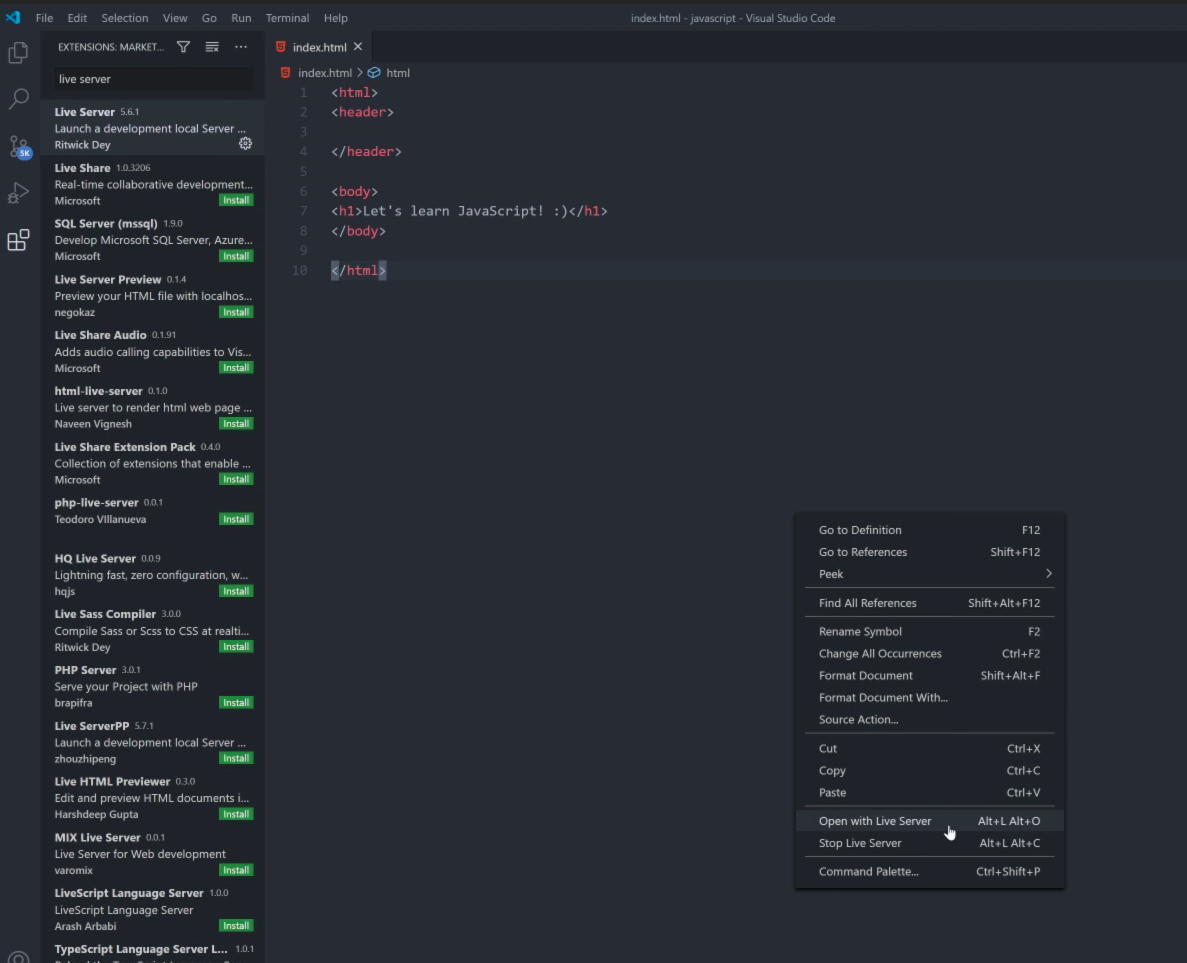 File Edit Selection View Go Run Terminal Help
index.html - javascript - Visual Studio Code
EXTENSIONS: MARKET...
live server
5K
Live Server 5.6.1
Launch a development local Server ...
Ritwick Dey
Live Share 1.0.3206
Real-time collaborative development...
Microsoft Install
SQL Server (mssql) 1.9.0
Develop Microsoft SQL Server, Azure...
Microsoft Install
Live Server Preview 0.1.4
Preview your HTML file with localhos...
negokaz Install
Live Share Audio 0.1.91
Adds audio calling capabilities to Vis...
Microsoft Install
html-live-server 0.1.0
Live server to render html web page ...
Naveen Vignesh Install
Live Share Extension Pack 0.4.0
Collection of extensions that enable ...
Microsoft Install
php-live-server 0.0.1
Teodoro VIllanueva Install
HQ Live Server 0.0.9
Lightning fast, zero configuration, w...
hqjs Install
Live Sass Compiler 3.0.0
Compile Sass or Scss to CSS at realti...
Ritwick Dey Install
PHP Server 3.0.1
Serve your Project with PHP
brapifra Install
Live ServerPP 5.7.1
Launch a development local Server ...
zhouzhipeng Install
Live HTML Previewer 0.3.0
Edit and preview HTML documents i...
Harshdeep Gupta Install
MIX Live Server 0.0.1
Live Server for Web development
varomix Install
LiveScript Language Server 1.0.0
LiveScript Language Server
Arash Arbabi Install
TypeScript Language Server L... 1.0.1
index.html
index.html > html
1 <html>
2 <header>
3
4 </header>
5
6 <body>
7 <h1>Let's learn JavaScript! :)</h1>
8 </body>
9
10 </html>
Go to Definition F12
Go to References Shift+F12
Peek
Find All References Shift+Alt+F12
Rename Symbol F2
Change All Occurrences Ctrl+F2
Format Document Shift+Alt+F
Format Document With...
Source Action...
Cut Ctrl+X
Copy Ctrl+C
Paste Ctrl+V
Open with Live Server Alt+L Alt+O
Stop Live Server Alt+L Alt+C
Command Palette... Ctrl+Shift+P